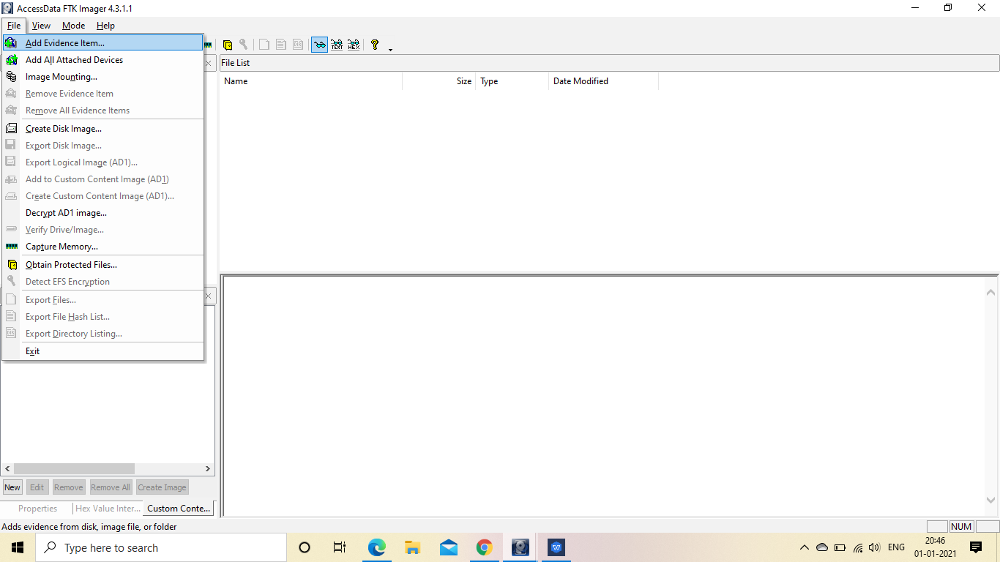 AccessData FTK Imager 4.3.1.1
File View Mode Help
Add Evidence Item...
Add All Attached Devices
Image Mounting...
Remove Evidence Item
Remove All Evidence Items
Create Disk Image...
Export Disk Image...
Export Logical Image (AD1)...
Add to Custom Content Image (AD1)
Create Custom Content Image (AD1)...
Decrypt AD1 image...
Verify Drive/Image...
Capture Memory...
Obtain Protected Files...
Detect EFS Encryption
Export Files...
Export File Hash List...
Export Directory Listing...
Exit
TEXT HEX
File List
Name Size Type Date Modified
New Edit Remove Remove All Create Image
Properties Hex Value Inter... Custom Conte...
Adds evidence from disk, image file, or folder
NUM
Type here to search
ENG
20:46
01-01-2021